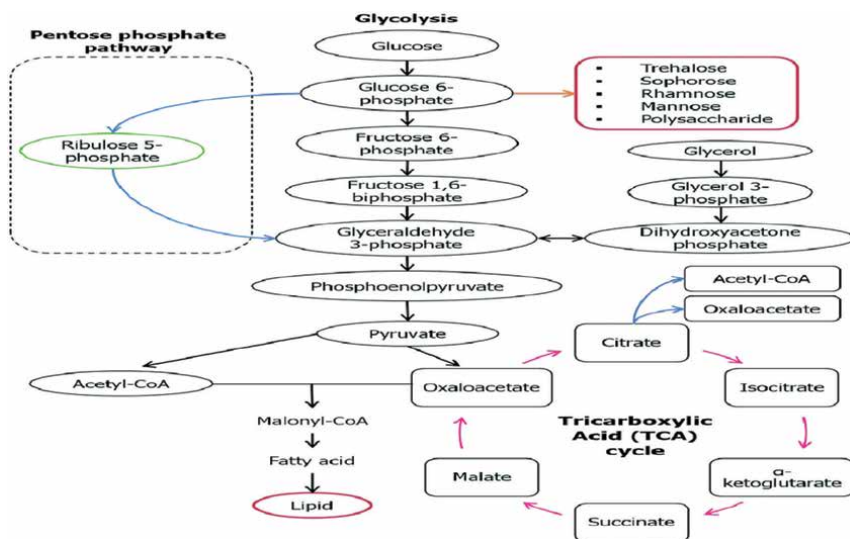 Glycolysis
Pentose phosphate
pathway
Glucose
Glucose 6-
phosphate
▪ Trehalose
▪ Sophorose
▪ Rhamnose
▪ Mannose
▪ Polysaccharide
Ribulose 5-
phosphate
Fructose 6-
phosphate
Glycerol
Fructose 1,6-
biphosphate
Glycerol 3-
phosphate
Glyceraldehyde
3-phosphate
Dihydroxyacetone
phosphate
Phosphoenolpyruvate
Acetyl-CoA
Oxaloacetate
Pyruvate
Citrate
Acetyl-CoA
Oxaloacetate
Isocitrate
Malonyl-CoA
Tricarboxylic
Acid (TCA)
cycle
Fatty acid
Malate
α-
ketoglutarate
Lipid
Succinate